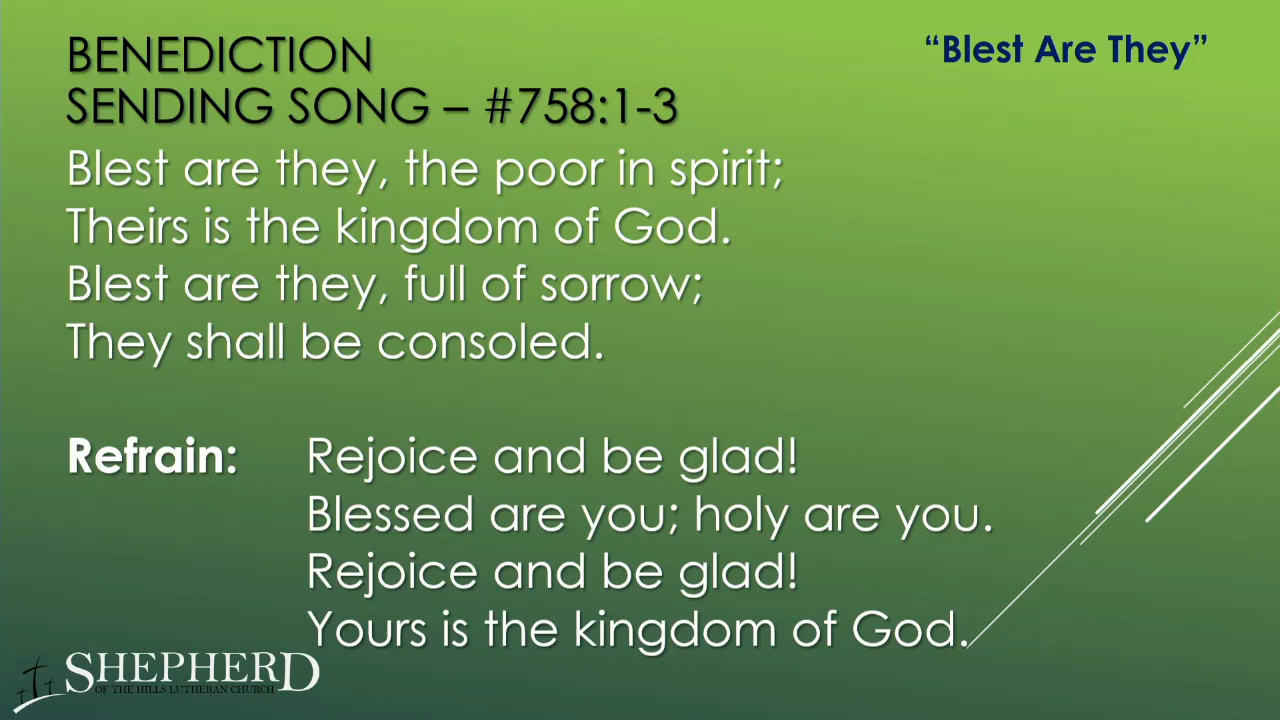 BENEDICTION
SENDING SONG – #758:1-3
“Blest Are They”
Blest are they, the poor in spirit;
Theirs is the kingdom of God.
Blest are they, full of sorrow;
They shall be consoled.
Refrain: Rejoice and be glad!
Blessed are you; holy are you.
Rejoice and be glad!
Yours is the kingdom of God.
SHEPHERD
OF THE HILLS LUTHERAN CHURCH